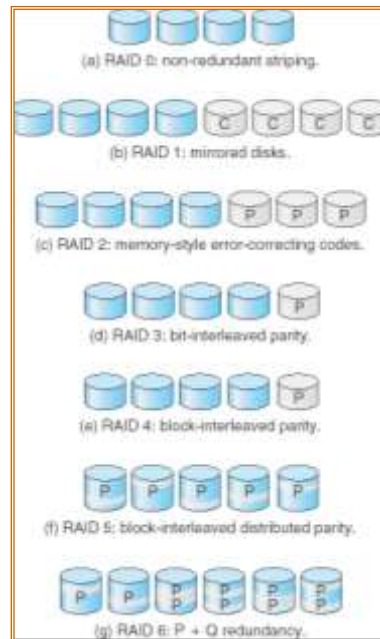 (a) RAID 0: non-redundant striping.
C C C C
(b) RAID 1: mirrored disks.
P P P
(c) RAID 2: memory-style error-correcting codes.
P
(d) RAID 3: bit-interleaved parity.
P
(e) RAID 4: block-interleaved parity.
P P P P P
(f) RAID 5: block-interleaved distributed parity.
P P P P P P
P P P P
(g) RAID 6: P + Q redundancy.